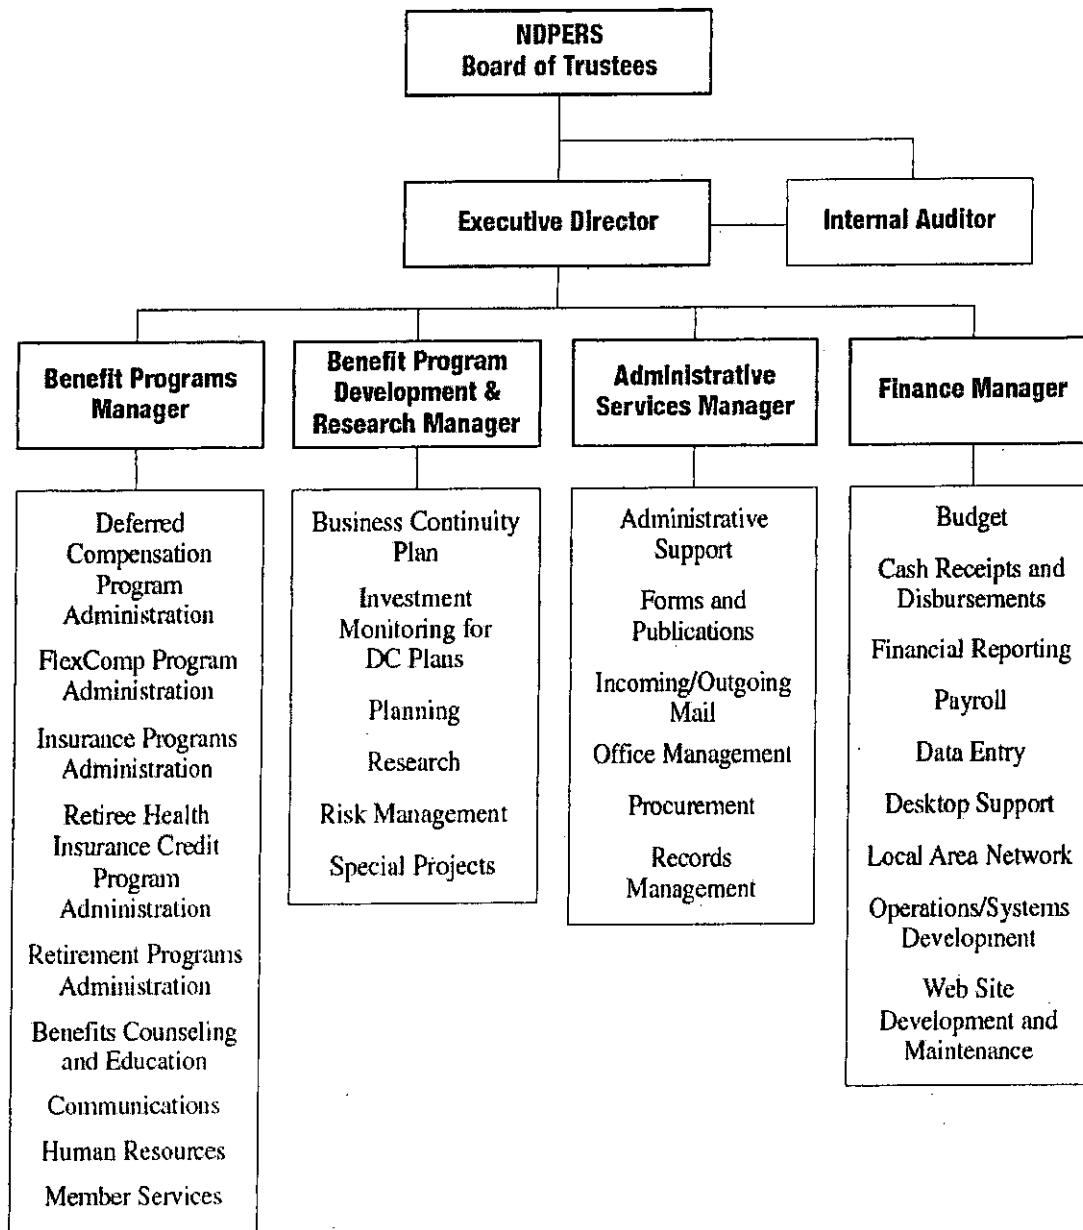 NDPERS
Board of Trustees
Executive Director
Internal Auditor
Benefit Programs
Manager
Benefit Program
Development &
Research Manager
Administrative
Services Manager
Finance Manager
Deferred
Compensation
Program
Administration
FlexComp Program
Administration
Insurance Programs
Administration
Retiree Health
Insurance Credit
Program
Administration
Retirement Programs
Administration
Benefits Counseling
and Education
Communications
Human Resources
Member Services
Business Continuity
Plan
Investment
Monitoring for
DC Plans
Planning
Research
Risk Management
Special Projects
Administrative
Support
Forms and
Publications
Incoming/Outgoing
Mail
Office Management
Procurement
Records
Management
Budget
Cash Receipts and
Disbursements
Financial Reporting
Payroll
Data Entry
Desktop Support
Local Area Network
Operations/Systems
Development
Web Site
Development and
Maintenance